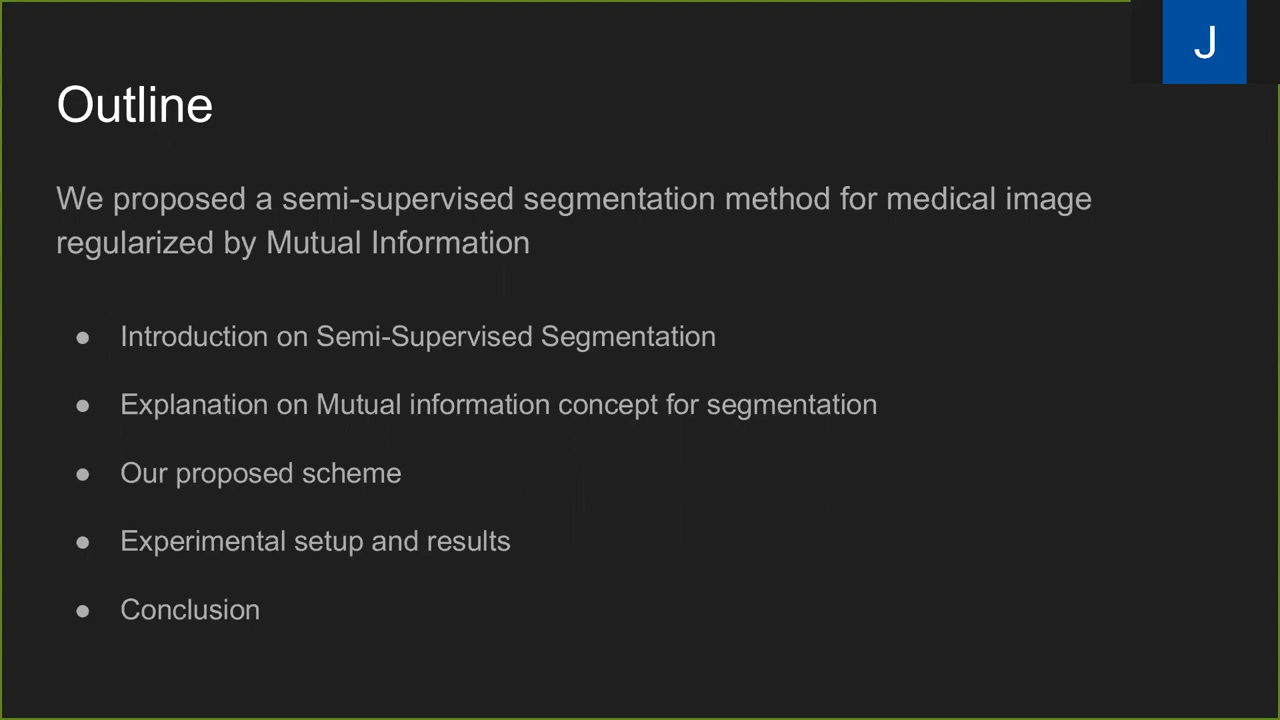 J
Outline
We proposed a semi-supervised segmentation method for medical image
regularized by Mutual Information
● Introduction on Semi-Supervised Segmentation
● Explanation on Mutual information concept for segmentation
● Our proposed scheme
● Experimental setup and results
● Conclusion